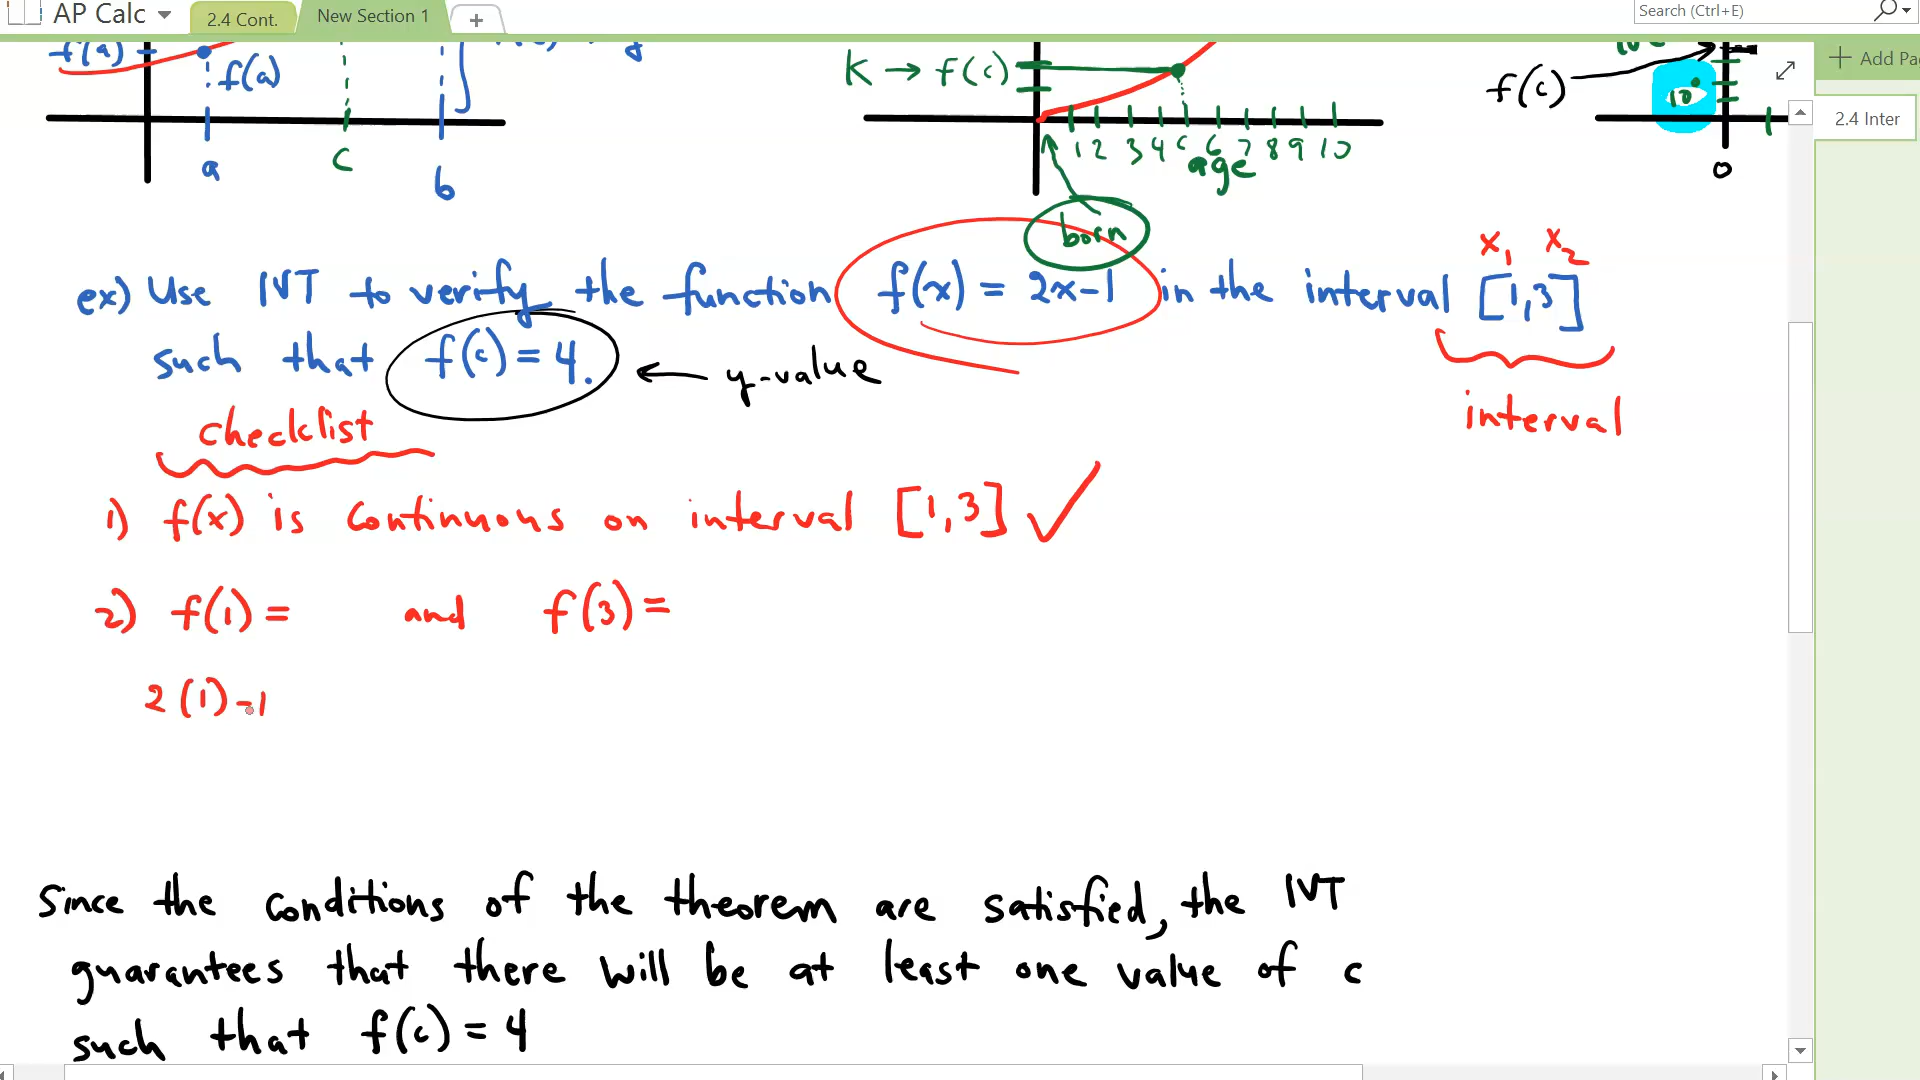 AP Calc
2.4 Cont.
New Section 1
Search (Ctrl+E)
Add Pa
2.4 Inter
f(a)
f(a)
a
c
b
K → f(c)
1 2 3 4 5 6 7 8 9 10
age
born
f(c)
10
0
x₁ x₂
ex) Use IVT to verify the function f(x) = 2x-1 in the interval [1,3]
such that f(c) = 4. ← y-value
interval
checklist
1) f(x) is continuous on interval [1,3] ✓
2) f(1) = and f(3) =
2(1)-1
Since the conditions of the theorem are satisfied, the IVT
guarantees that there will be at least one value of c
such that f(c) = 4